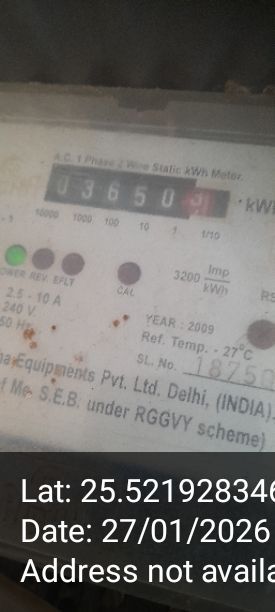 A.C. 1 Phase 2 Wire Static kWh Meter.
0 3 6 5 0 kWh
10000 1000 100 10 1 1/10
POWER REV. EFLT
CAL
3200 Imp/kWh
2.5 - 10 A
240 V.
50 Hz
YEAR : 2009
Ref. Temp. - 27°C
SL. No. 18750
Equipments Pvt. Ltd. Delhi, (INDIA).
S.E.B. under RGGVY scheme)
Lat: 25.521928346
Date: 27/01/2026
Address not availa